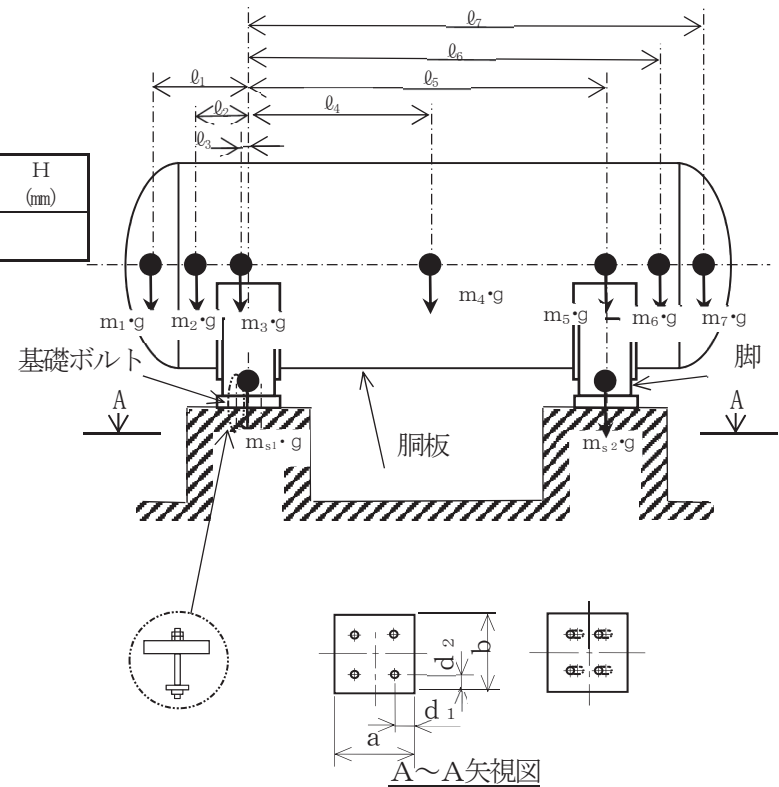 ℓ₇
ℓ₆
ℓ₁ ℓ₅
ℓ₂ ℓ₄
ℓ₃
H
(mm)
m₁・g m₂・g m₃・g m₄・g m₅・g m₆・g m₇・g
基礎ボルト 脚
A A
mₛ₁・g 胴板 mₛ₂・g
d₂ b
d₁
a
A~A矢視図